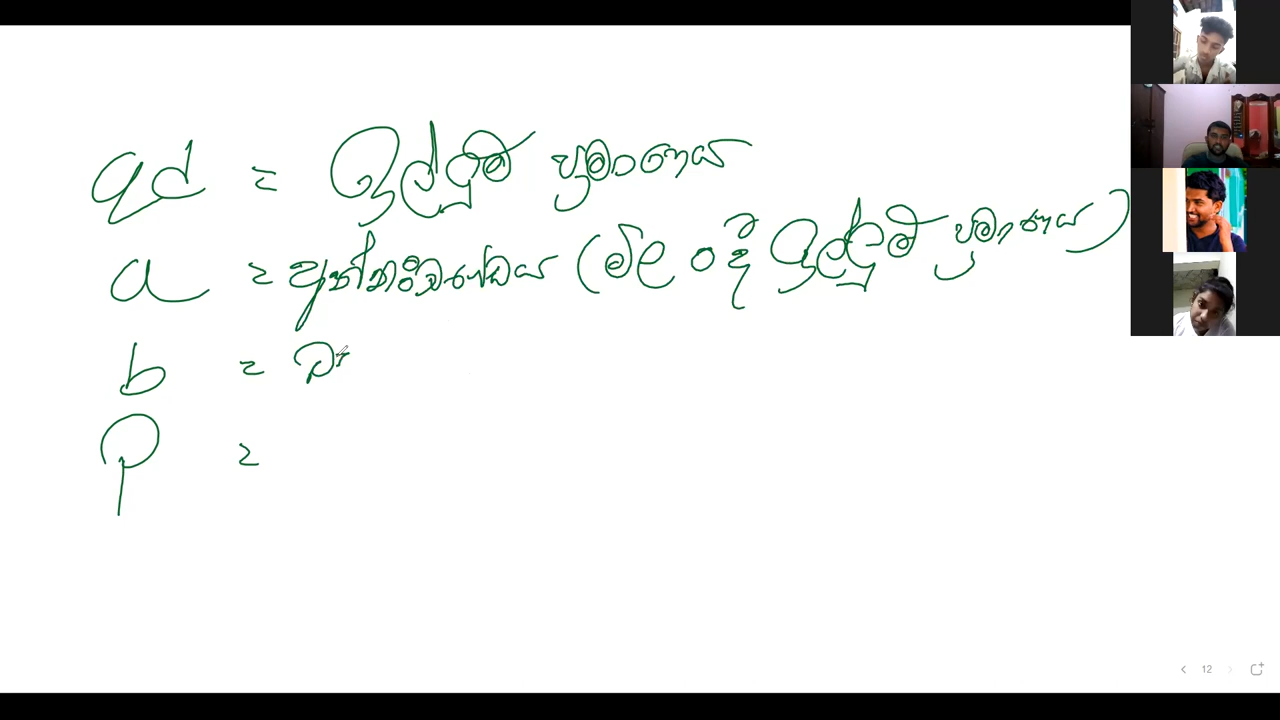 qd = ඉල්ලුම් ප්‍රමාණය
a = අන්තඃඛණ්ඩය (මිල 0 දී ඉල්ලුම් ප්‍රමාණය)
b = බා
P =
12